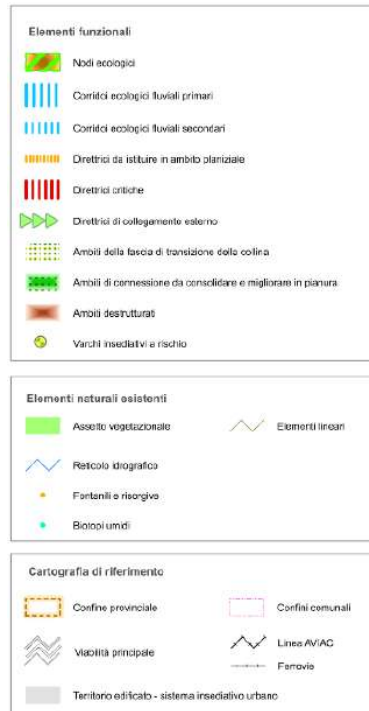 Elementi funzionali
Nodi ecologici
Corridoi ecologici fluviali primari
Corridoi ecologici fluviali secondari
Direttrici da istituire in ambito planiziale
Direttrici critiche
Direttrici di collegamento esterno
Ambiti della fascia di transizione della collina
Ambiti di connessione da consolidare e migliorare in pianura
Ambiti destrutturati
Varchi insediativi a rischio
Elementi naturali esistenti
Assetto vegetazionale
Elementi lineari
Reticolo idrografico
Fontanili e risorgive
Biotopi umidi
Cartografia di riferimento
Confine provinciale
Confini comunali
Viabilità principale
Linea AV/AC
Ferrovie
Territorio edificato - sistema insediativo urbano